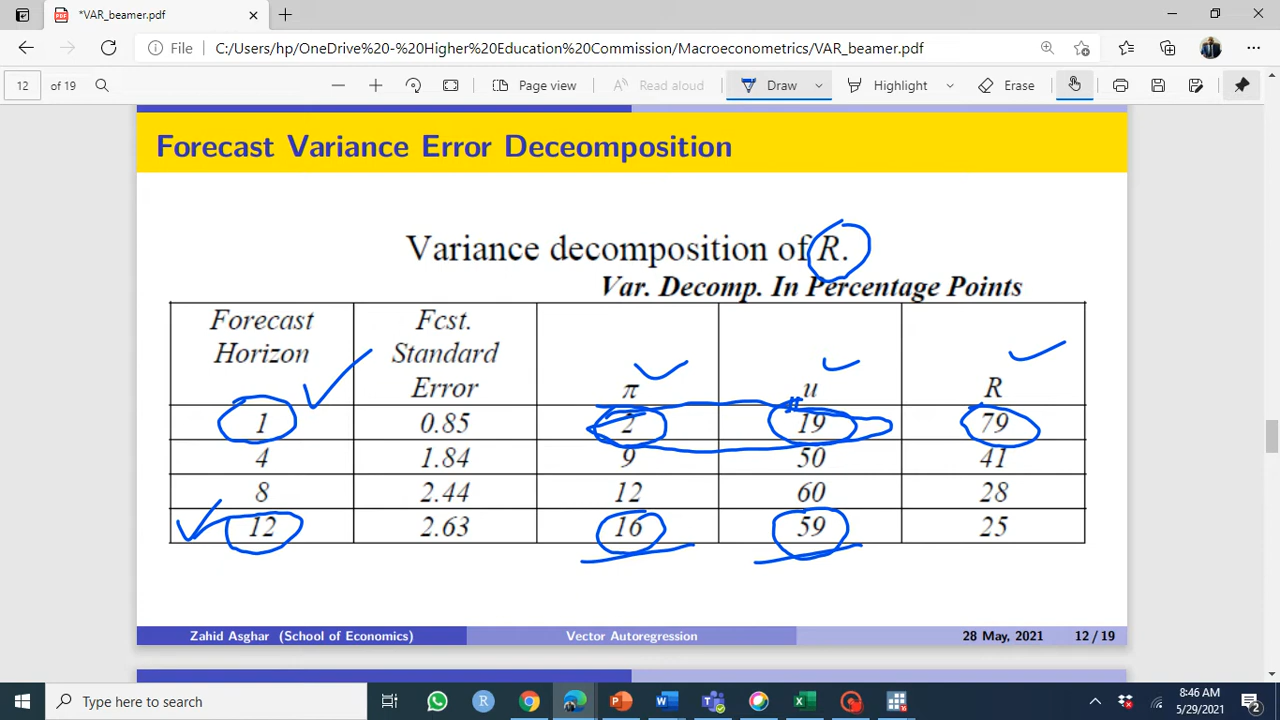 *VAR_beamer.pdf
File C:/Users/hp/OneDrive%20-%20Higher%20Education%20Commission/Macroeconometrics/VAR_beamer.pdf
12 of 19 Page view Read aloud Draw Highlight Erase
Forecast Variance Error Deceomposition
Variance decomposition of R.
Var. Decomp. In Percentage Points
Forecast Horizon Fcst. Standard Error π u R
1 0.85 2 19 79
4 1.84 9 50 41
8 2.44 12 60 28
12 2.63 16 59 25
Zahid Asghar (School of Economics) Vector Autoregression 28 May, 2021 12 / 19
Type here to search 8:46 AM
5/29/2021 2